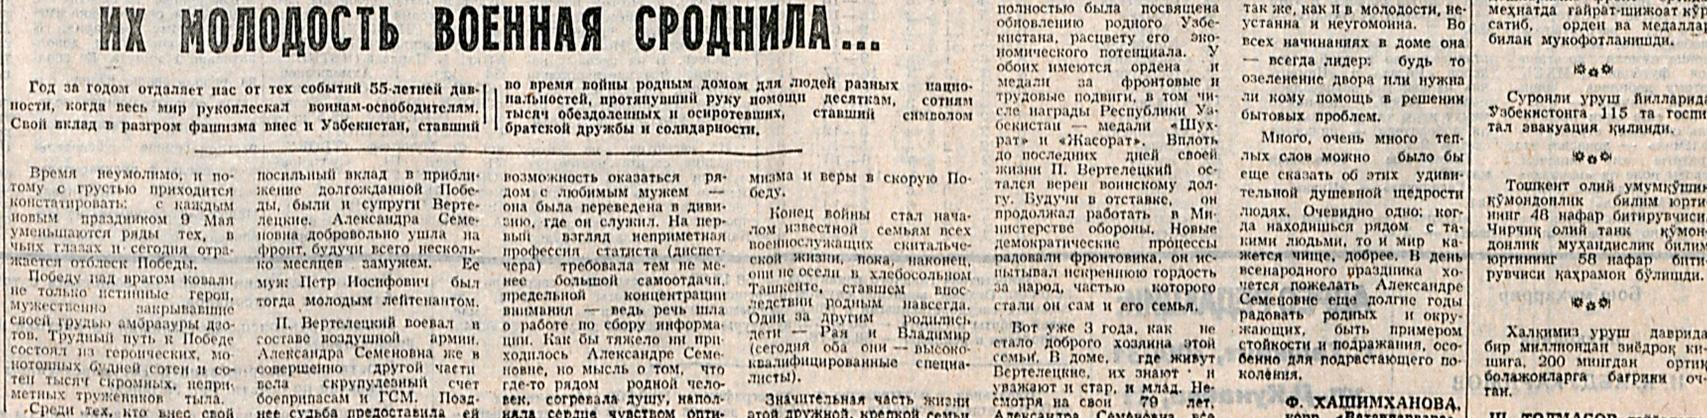 ИХ МОЛОДОСТЬ ВОЕННАЯ СРОДНИЛА...
Год за годом отдаляет нас от тех событий 55-летней дав-
ности, когда весь мир рукоплескал воинам-освободителям.
Свой вклад в разгром фашизма внес и Узбекистан, ставший
во время войны родным домом для людей разных нацио-
нальностей, протянувший руку помощи десяткам, сотням
тысяч обездоленных и осиротевших, ставший символом
братской дружбы и солидарности.
Время неумолимо, и по-
тому с грустью приходится
констатировать: с каждым
новым праздником 9 Мая
уменьшаются ряды тех, в
чьих глазах и сегодня отра-
жается отблеск Победы.
Победу над врагом ковали
не только истинные герои,
мужественно закрывавшие
своей грудью амбразуры дзо-
тов. Трудный путь к Победе
состоял из героических, мо-
нотонных будней сотен и со-
тен тысяч скромных, непри-
метных тружеников тыла.
Среди тех, кто внес свой
посильный вклад в прибли-
жение долгожданной Побе-
ды, были и супруги Верте-
лецкие. Александра Семе-
новна добровольно ушла на
фронт, будучи всего несколь-
ко месяцев замужем. Ее
муж Петр Иосифович был
тогда молодым лейтенантом.
П. Вертелецкий воевал в
составе воздушной армии.
Александра Семеновна же в
совершенно другой части
вела скрупулезный счет
боеприпасам и ГСМ. Позд-
нее судьба предоставила ей
возможность оказаться ря-
дом с любимым мужем —
она была переведена в диви-
зию, где он служил. На пер-
вый взгляд неприметная
профессия статиста (диспет-
чера) требовала тем не ме-
нее большой самоотдачи,
предельной концентрации
внимания — ведь речь шла
о работе по сбору информа-
ции. Как бы тяжело ни при-
ходилось Александре Семе-
новне, но мысль о том, что
где-то рядом родной чело-
век, согревала душу, напол-
няла сердце чувством опти-
мизма и веры в скорую По-
беду.
Конец войны стал нача-
лом известной семьям всех
военнослужащих скитальче-
ской жизни, пока, наконец,
они не осели в хлебосольном
Ташкенте, ставшем впос-
ледствии родным навсегда.
Один за другим родились
дети — Рая и Владимир
(сегодня оба они — высоко-
квалифицированные специа-
листы).
Значительная часть жизни
этой дружной, крепкой семьи
полностью была посвящена
обновлению родного Узбе-
кистана, расцвету его эко-
номического потенциала. У
обоих имеются ордена и
медали за фронтовые и
трудовые подвиги, в том чи-
сле награды Республики Уз-
бекистан — медали «Шух-
рат» и «Жасорат». Вплоть
до последних дней своей
жизни П. Вертелецкий ос-
тался верен воинскому дол-
гу. Будучи в отставке, он
продолжал работать в Ми-
нистерстве обороны. Новые
демократические процессы
радовали фронтовика, он ис-
пытывал искреннюю гордость
за народ, частью которого
стали он сам и его семья.
Вот уже 3 года, как не
стало доброго хозяина этой
семьи. В доме, где живут
Вертелецкие, их знают и
уважают и стар, и млад. Не-
смотря на свои 79 лет,
Александра Семеновна все
так же, как и в молодости, не-
устанна и неугомонна. Во
всех начинаниях в доме она
— всегда лидер: будь то
озеленение двора или нужна
ли кому помощь в решении
бытовых проблем.
Много, очень много теп-
лых слов можно было бы
еще сказать об этих удиви-
тельной душевной щедрости
людях. Очевидно одно: ког-
да находишься рядом с та-
кими людьми, то и мир ка-
жется чище, добрее. В день
всенародного праздника хо-
чется пожелать Александре
Семеновне еще долгие годы
радовать родных и окру-
жающих, быть примером
стойкости и подражания, осо-
бенно для подрастающего по-
коления.
Ф. ХАШИМХАНОВА,
меҳнатда ғайрат-шижоат кўр
сатиб, орден ва медаллар
билан мукофотланишди.
Суронли уруш йилларида
Ўзбекистонга 115 та госпи
тал эвакуация қилинди.
Тошкент олий умумқўшин
қўмондонлик билим юрти
нинг 48 нафар битирувчиси
Чирчиқ олий танк қўмон
донлик муҳандислик билим
юртининг 58 нафар бити-
рувчиси қаҳрамон бўлишди.
Халқимиз уруш даврида
бир миллиондан зиёдроқ ки-
шига, 200 мингдан ортиқ
болажонларга бағрини оч-
ган.